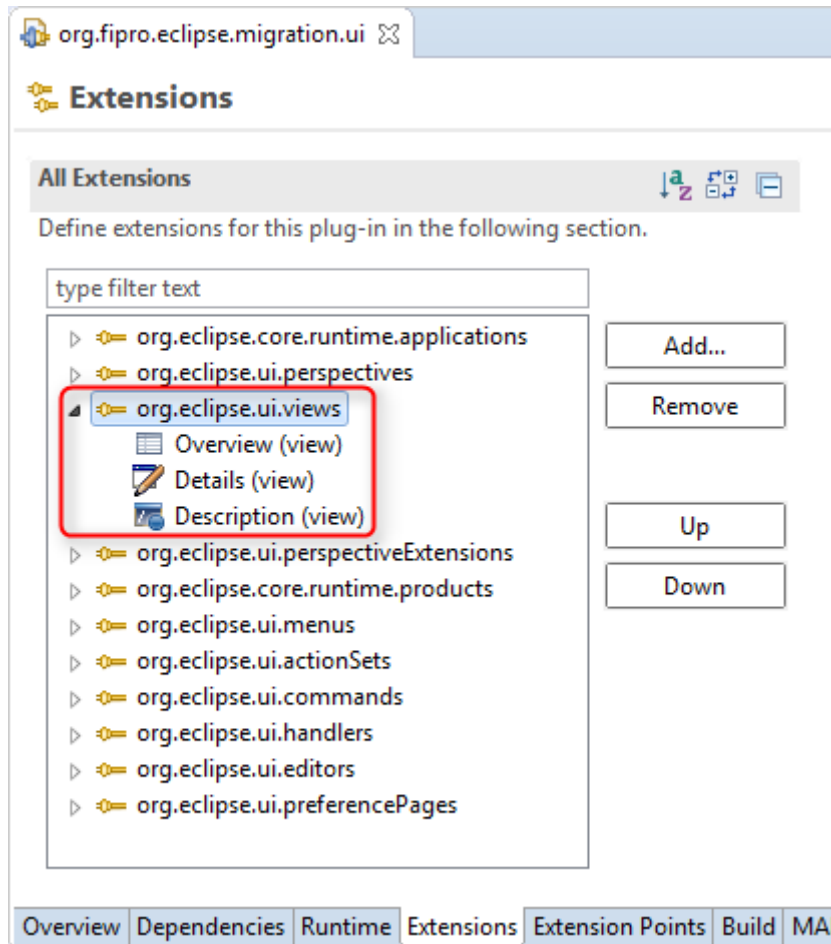 org.fipro.eclipse.migration.ui
Extensions
All Extensions
Define extensions for this plug-in in the following section.
type filter text
org.eclipse.core.runtime.applications
Add...
org.eclipse.ui.perspectives
org.eclipse.ui.views
Remove
Overview (view)
Details (view)
Description (view)
Up
org.eclipse.ui.perspectiveExtensions
org.eclipse.core.runtime.products
Down
org.eclipse.ui.menus
org.eclipse.ui.actionSets
org.eclipse.ui.commands
org.eclipse.ui.handlers
org.eclipse.ui.editors
org.eclipse.ui.preferencePages
Overview Dependencies Runtime Extensions Extension Points Build MA